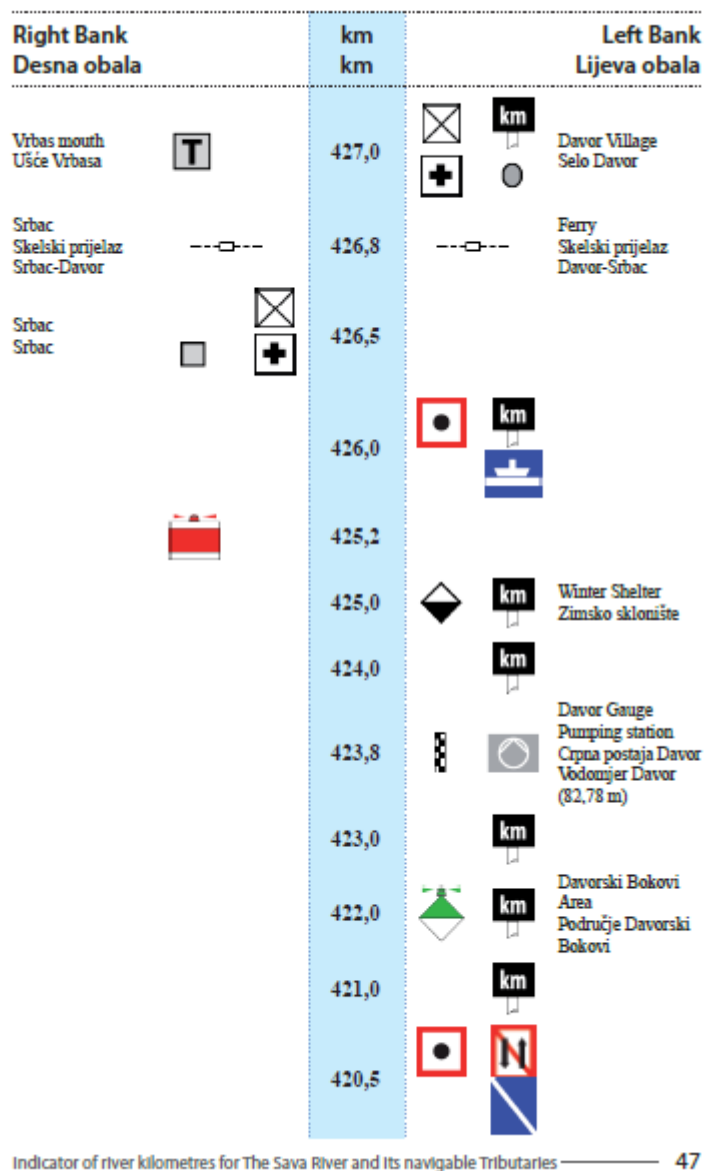 Right Bank
Desna obala
km
km
Left Bank
Lijeva obala
Vrbas mouth
Ušće Vrbasa
T
427,0
km
Davor Village
Selo Davor
Srbac
Skelski prijelaz
Srbac-Davor
426,8
Ferry
Skelski prijelaz
Davor-Srbac
Srbac
Srbac
426,5
426,0
km
425,2
425,0
km
Winter Shelter
Zimsko sklonište
424,0
km
423,8
Davor Gauge
Pumping station
Crpna postaja Davor
Vodomjer Davor
(82,78 m)
423,0
km
422,0
km
Davorski Bokovi
Area
Područje Davorski
Bokovi
421,0
km
420,5
Indicator of river kilometres for The Sava River and Its navigable Tributaries 47